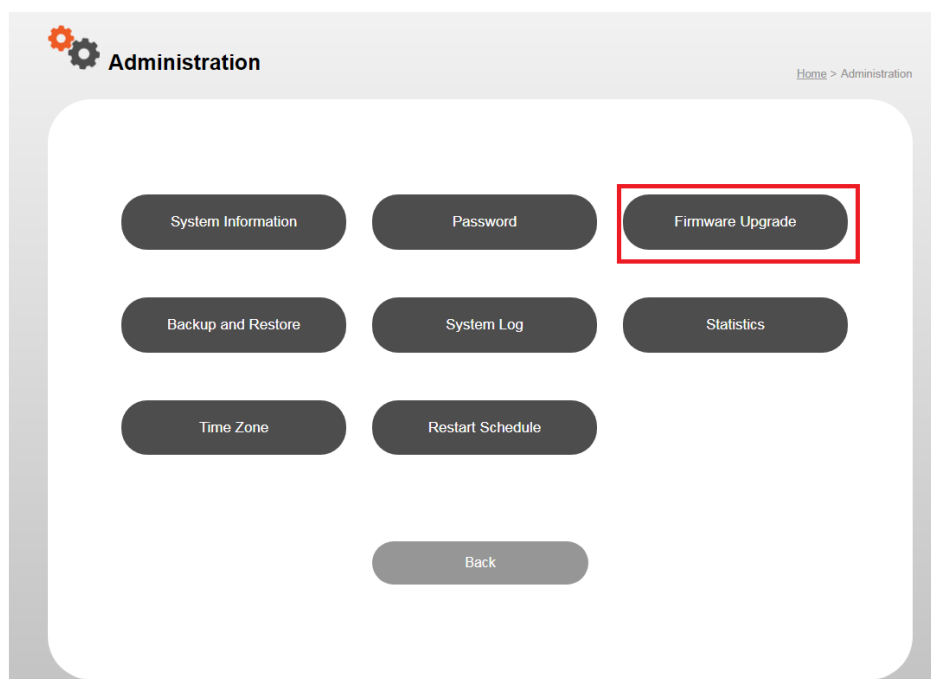 Administration
Home > Administration
System Information
Password
Firmware Upgrade
Backup and Restore
System Log
Statistics
Time Zone
Restart Schedule
Back